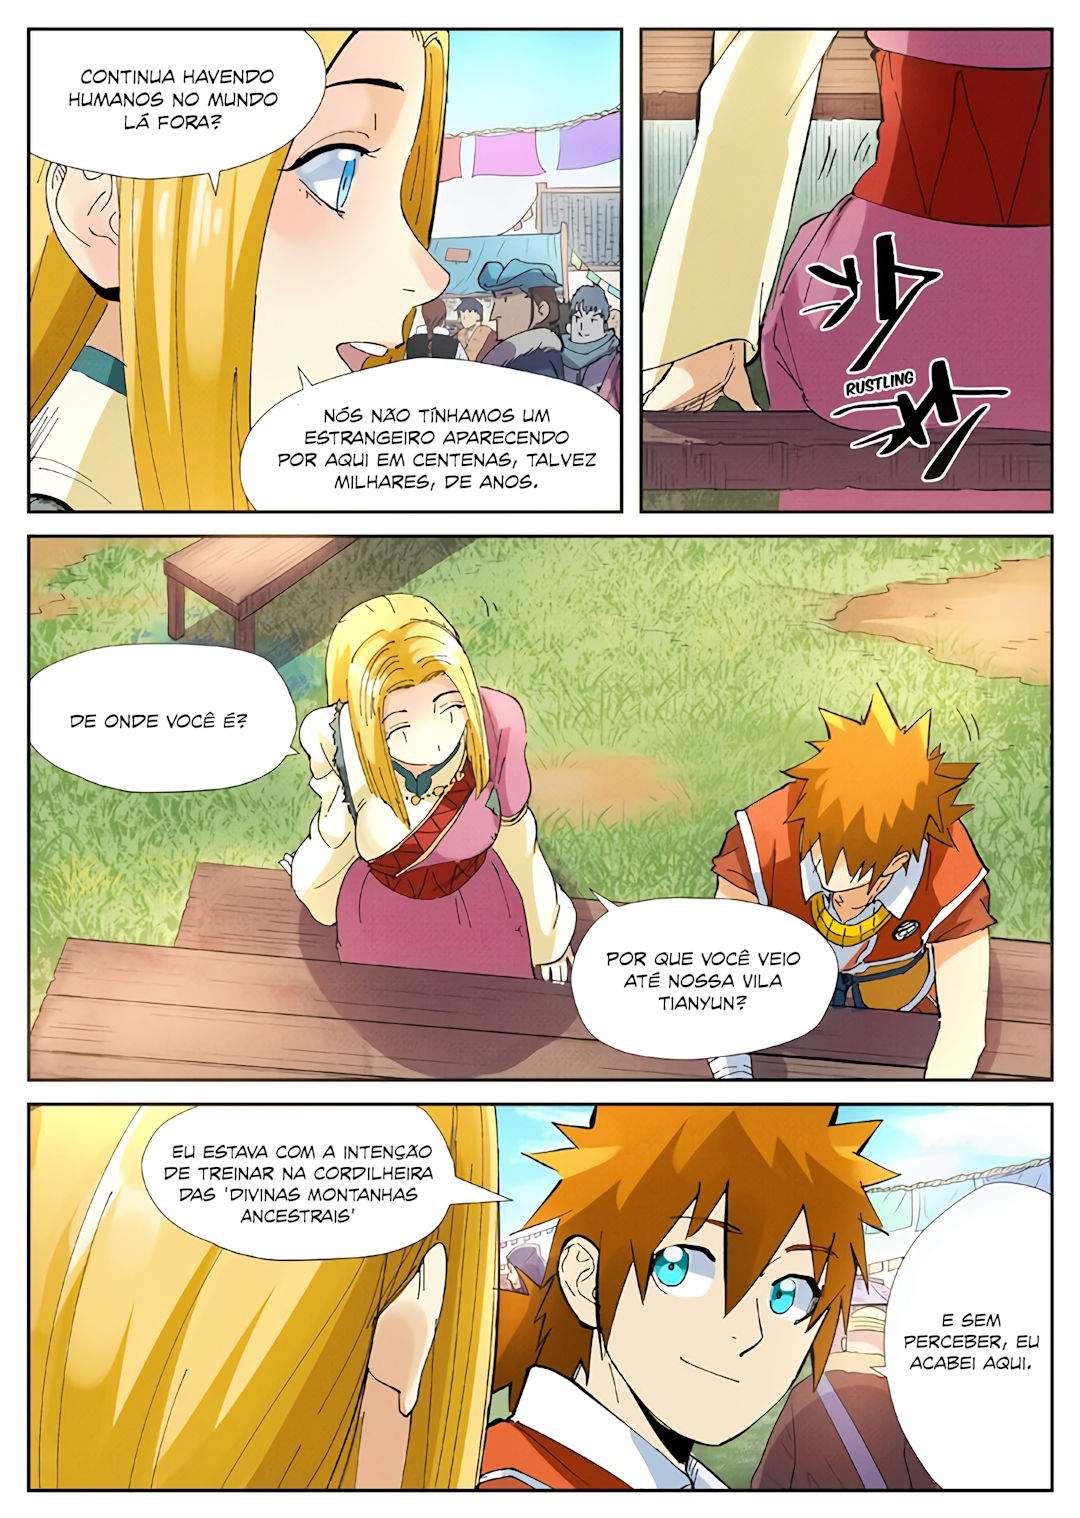 CONTINUA HAVENDO
HUMANOS NO MUNDO
LÁ FORA?
NÓS NÃO TÍNHAMOS UM
ESTRANGEIRO APARECENDO
POR AQUI EM CENTENAS, TALVEZ
MILHARES, DE ANOS.
RUSTLING
DE ONDE VOCÊ É?
POR QUE VOCÊ VEIO
ATÉ NOSSA VILA
TIANYUN?
EU ESTAVA COM A INTENÇÃO
DE TREINAR NA CORDILHEIRA
DAS 'DIVINAS MONTANHAS
ANCESTRAIS'
E SEM
PERCEBER, EU
ACABEI AQUI.